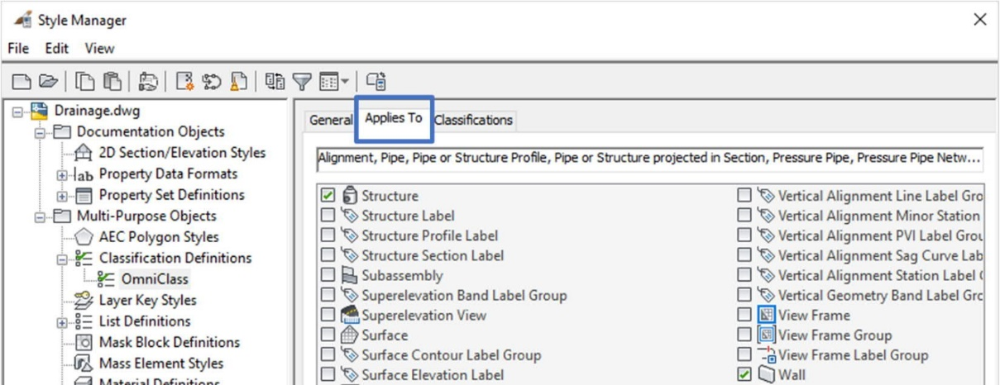 Style Manager
File Edit View
Drainage.dwg
Documentation Objects
2D Section/Elevation Styles
Property Data Formats
Property Set Definitions
Multi-Purpose Objects
AEC Polygon Styles
Classification Definitions
OmniClass
Layer Key Styles
List Definitions
Mask Block Definitions
Mass Element Styles
Material Definitions
General Applies To Classifications
Alignment, Pipe, Pipe or Structure Profile, Pipe or Structure projected in Section, Pressure Pipe, Pressure Pipe Netw...
Structure
Structure Label
Structure Profile Label
Structure Section Label
Subassembly
Superelevation Band Label Group
Superelevation View
Surface
Surface Contour Label Group
Surface Elevation Label
Vertical Alignment Line Label Gro
Vertical Alignment Minor Station
Vertical Alignment PVI Label Grou
Vertical Alignment Sag Curve Lab
Vertical Alignment Station Label
Vertical Geometry Band Label Grc
View Frame
View Frame Group
View Frame Label Group
Wall